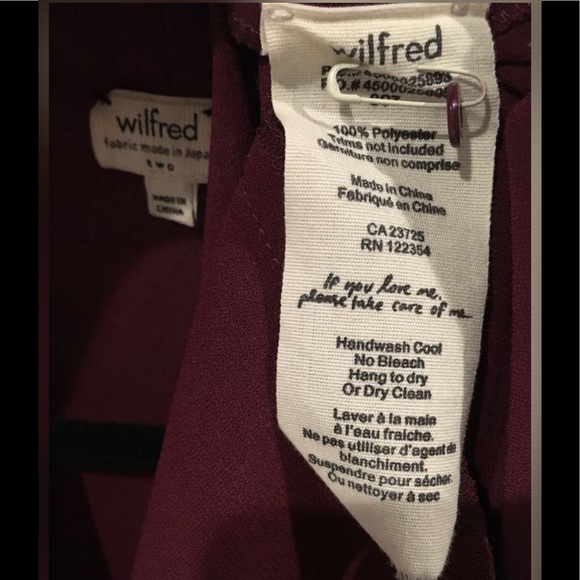 wilfred
Fabric made in Japa
two
MADE IN
CHINA
wilfred
100% Polyester
Trims not Included
Garniture non comprise
Made in China
Fabriqué en Chine
CA 23725
RN 122354
If you love me,
please take care of me
Handwash Cool
No Bleach
Hang to dry
Or Dry Clean
Laver à la main
à l'eau fraiche.
Ne pas utiliser d'agent de
blanchiment.
Suspendre pour sécher.
Ou nettoyer à sec